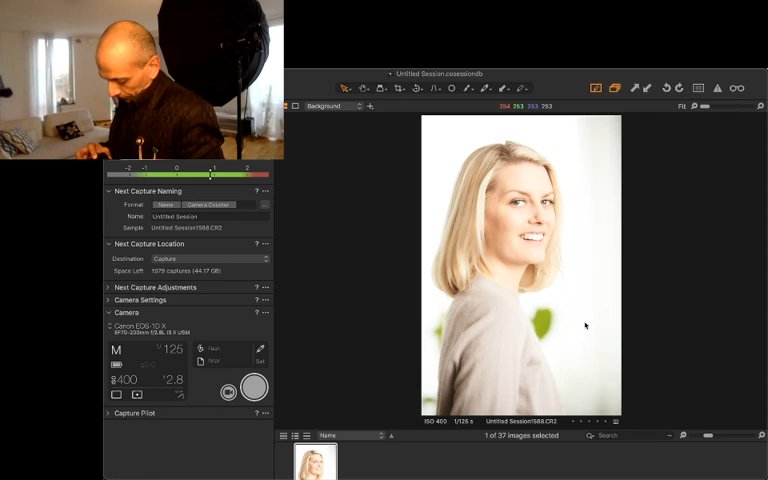 Untitled Session.cosessiondb
Background
254 253 253 253
Fit
-2 -1 0 1 2
Next Capture Naming ? ...
Format Name Camera Counter ...
Name Untitled Session
Sample Untitled Session1588.CR2
Next Capture Location ? ...
Destination Capture
Space Left 1979 captures (44.17 GB)
Next Capture Adjustments ? ...
Camera Settings ? ...
Camera ? ...
Canon EOS-1D X
EF70-200mm f/2.8L IS II USM
M 1/125
±0.0
400 2.8
Set
Capture Pilot ? ...
ISO 400 1/125 s Untitled Session1588.CR2
Name
1 of 37 images selected
Search